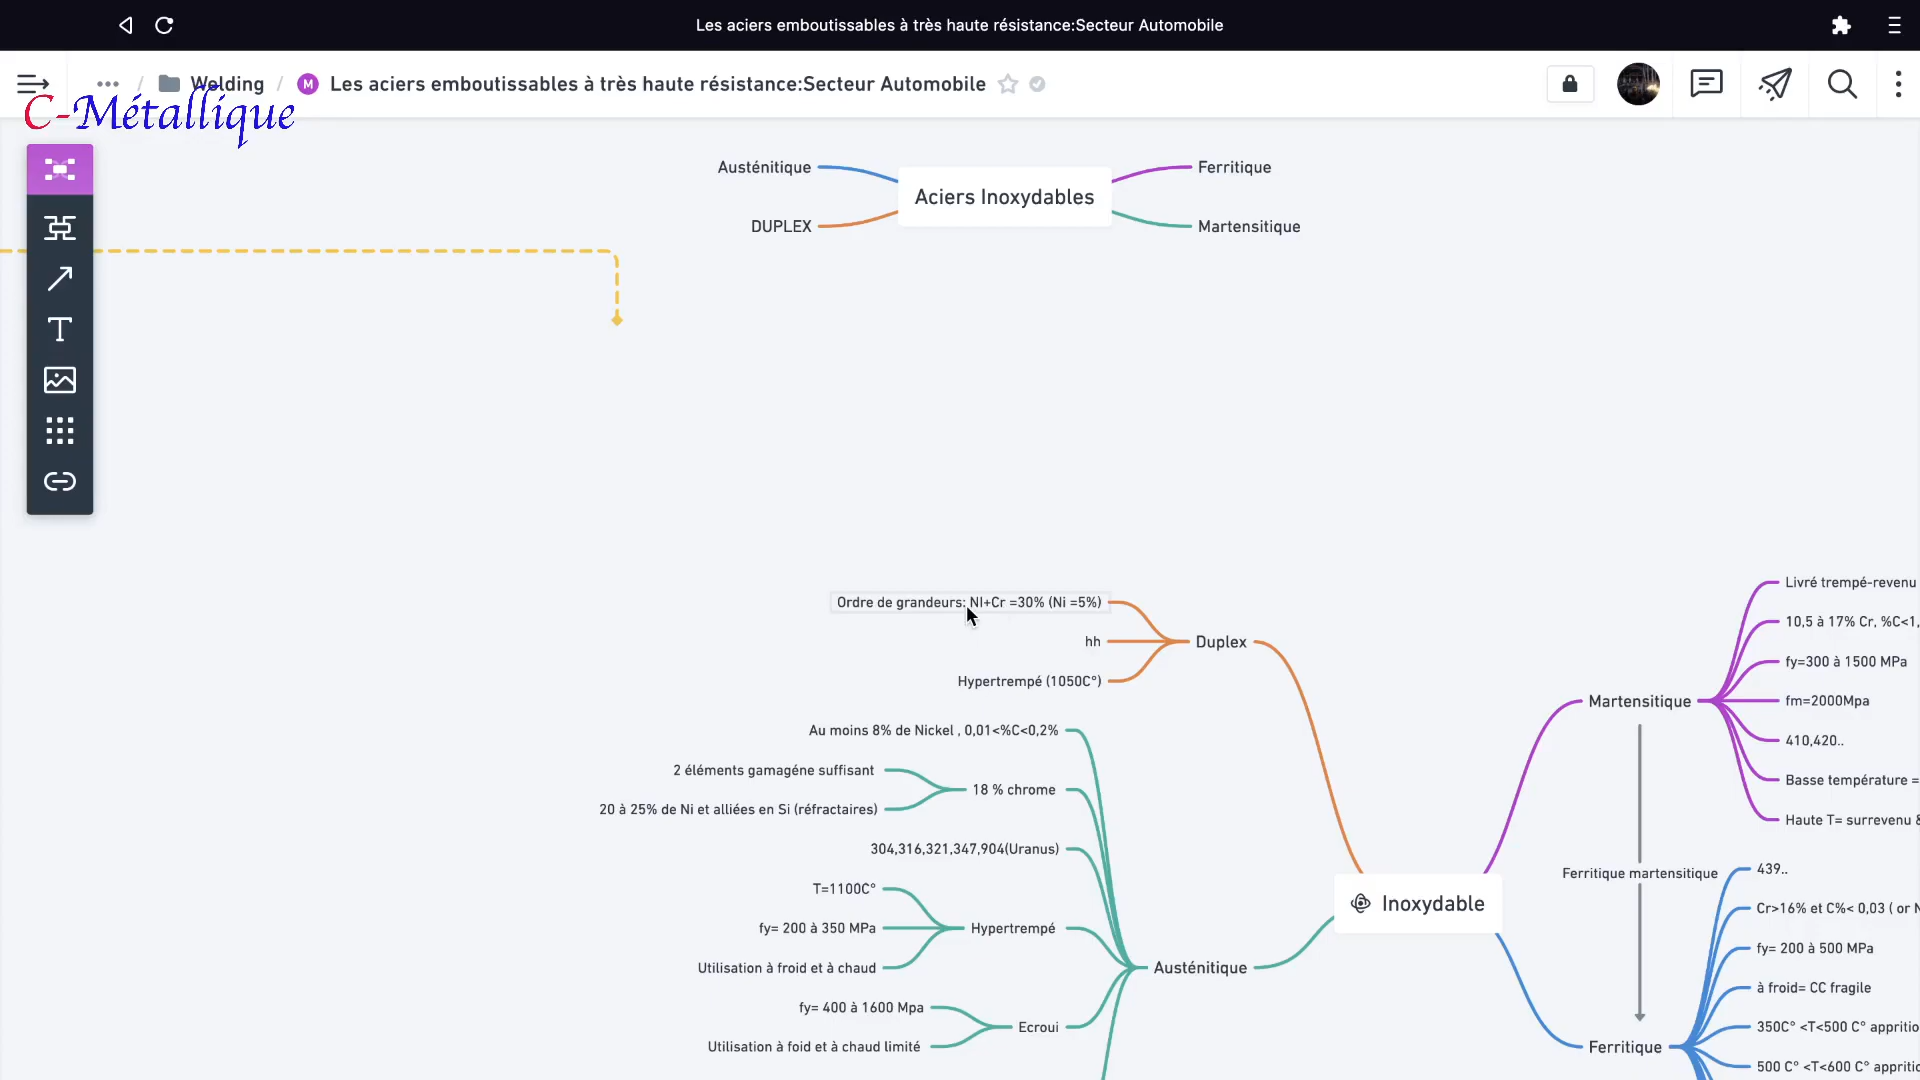 Les aciers emboutissables à très haute résistance:Secteur Automobile
Welding / M Les aciers emboutissables à très haute résistance:Secteur Automobile
C-Métallique
T
Austénitique
DUPLEX
Aciers Inoxydables
Ferritique
Martensitique
Ordre de grandeurs: NI+Cr =30% (Ni =5%)
hh
Hypertrempé (1050C°)
Duplex
Au moins 8% de Nickel , 0,01<%C<0,2%
2 éléments gamagéne suffisant
20 à 25% de Ni et alliées en Si (réfractaires)
18 % chrome
304,316,321,347,904(Uranus)
T=1100C°
fy= 200 à 350 MPa
Utilisation à froid et à chaud
Hypertrempé
fy= 400 à 1600 Mpa
Utilisation à foid et à chaud limité
Ecroui
Austénitique
Inoxydable
Martensitique
Livré trempé-revenu
10,5 à 17% Cr, %C<1,
fy=300 à 1500 MPa
fm=2000Mpa
410,420..
Basse température =
Haute T= surrevenu &
Ferritique martensitique
Ferritique
439..
Cr>16% et C%< 0,03 ( or N
fy= 200 à 500 MPa
à froid= CC fragile
350C° <T<500 C° appritio
500 C° <T<600 C° appritio